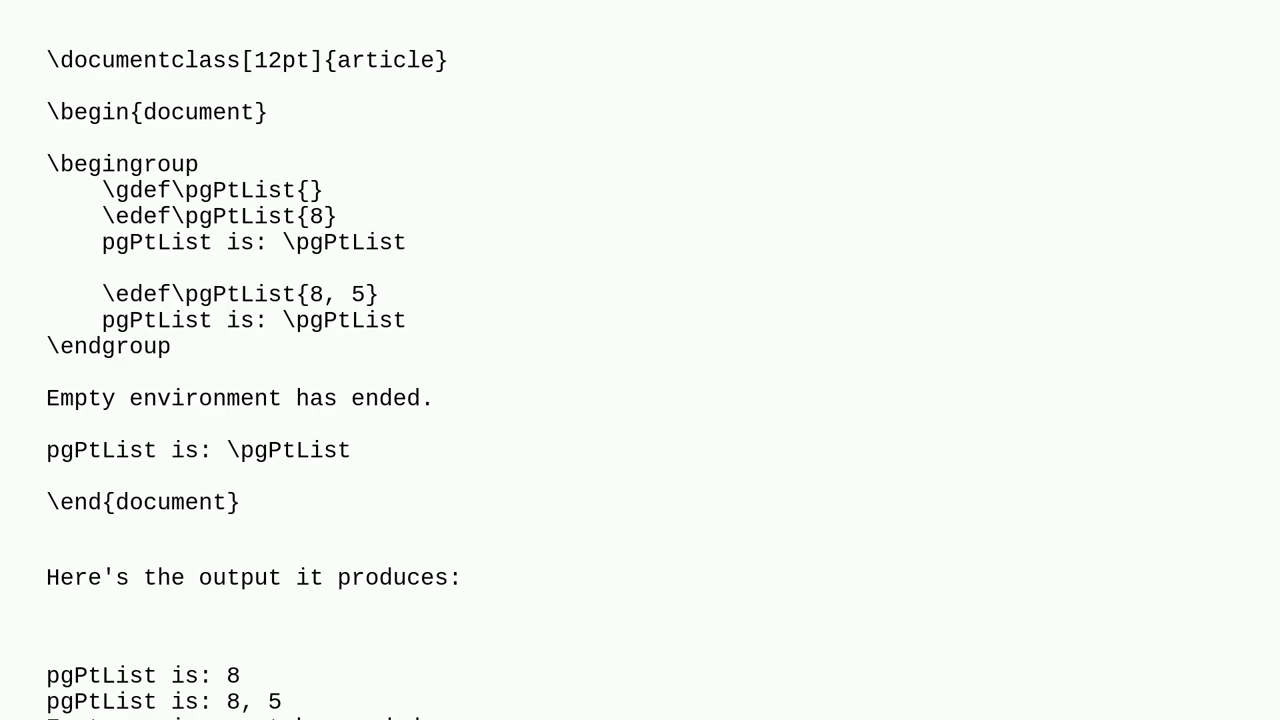 \documentclass[12pt]{article}
\begin{document}
\begingroup
\gdef\pgPtList{}
\edef\pgPtList{8}
pgPtList is: \pgPtList
\edef\pgPtList{8, 5}
pgPtList is: \pgPtList
\endgroup
Empty environment has ended.
pgPtList is: \pgPtList
\end{document}
Here's the output it produces:
pgPtList is: 8
pgPtList is: 8, 5